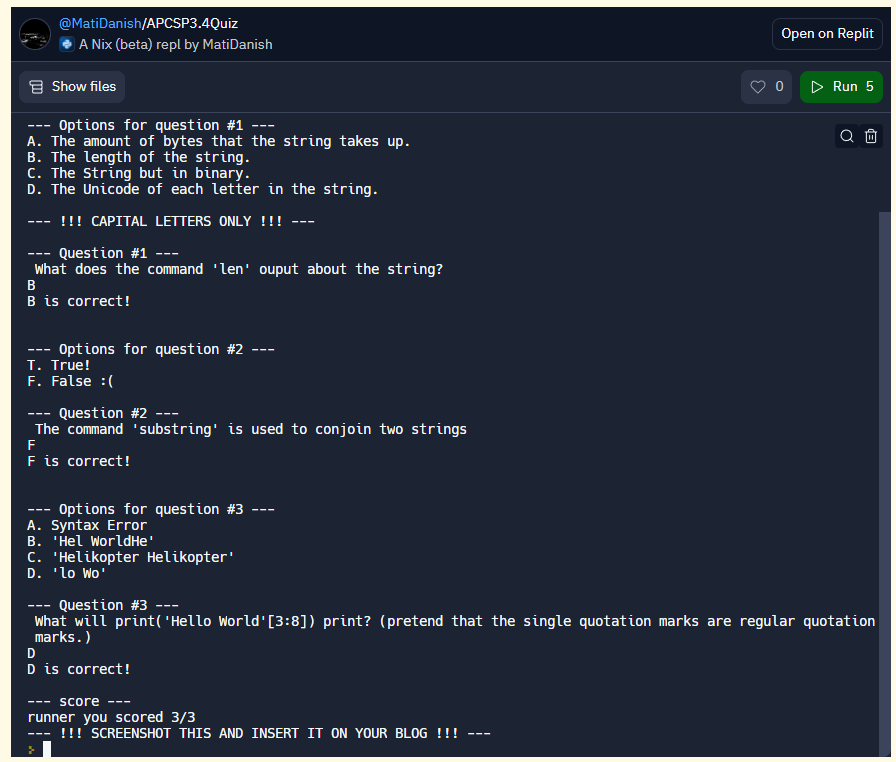 @MatiDanish/APCSP3.4Quiz
A Nix (beta) repl by MatiDanish
Open on Replit
Show files
0
Run 5
--- Options for question #1 ---
A. The amount of bytes that the string takes up.
B. The length of the string.
C. The String but in binary.
D. The Unicode of each letter in the string.
--- !!! CAPITAL LETTERS ONLY !!! ---
--- Question #1 ---
What does the command 'len' ouput about the string?
B
B is correct!
--- Options for question #2 ---
T. True!
F. False :(
--- Question #2 ---
The command 'substring' is used to conjoin two strings
F
F is correct!
--- Options for question #3 ---
A. Syntax Error
B. 'Hel WorldHe'
C. 'Helikopter Helikopter'
D. 'lo Wo'
--- Question #3 ---
What will print('Hello World'[3:8]) print? (pretend that the single quotation marks are regular quotation
marks.)
D
D is correct!
--- score ---
runner you scored 3/3
--- !!! SCREENSHOT THIS AND INSERT IT ON YOUR BLOG !!! ---